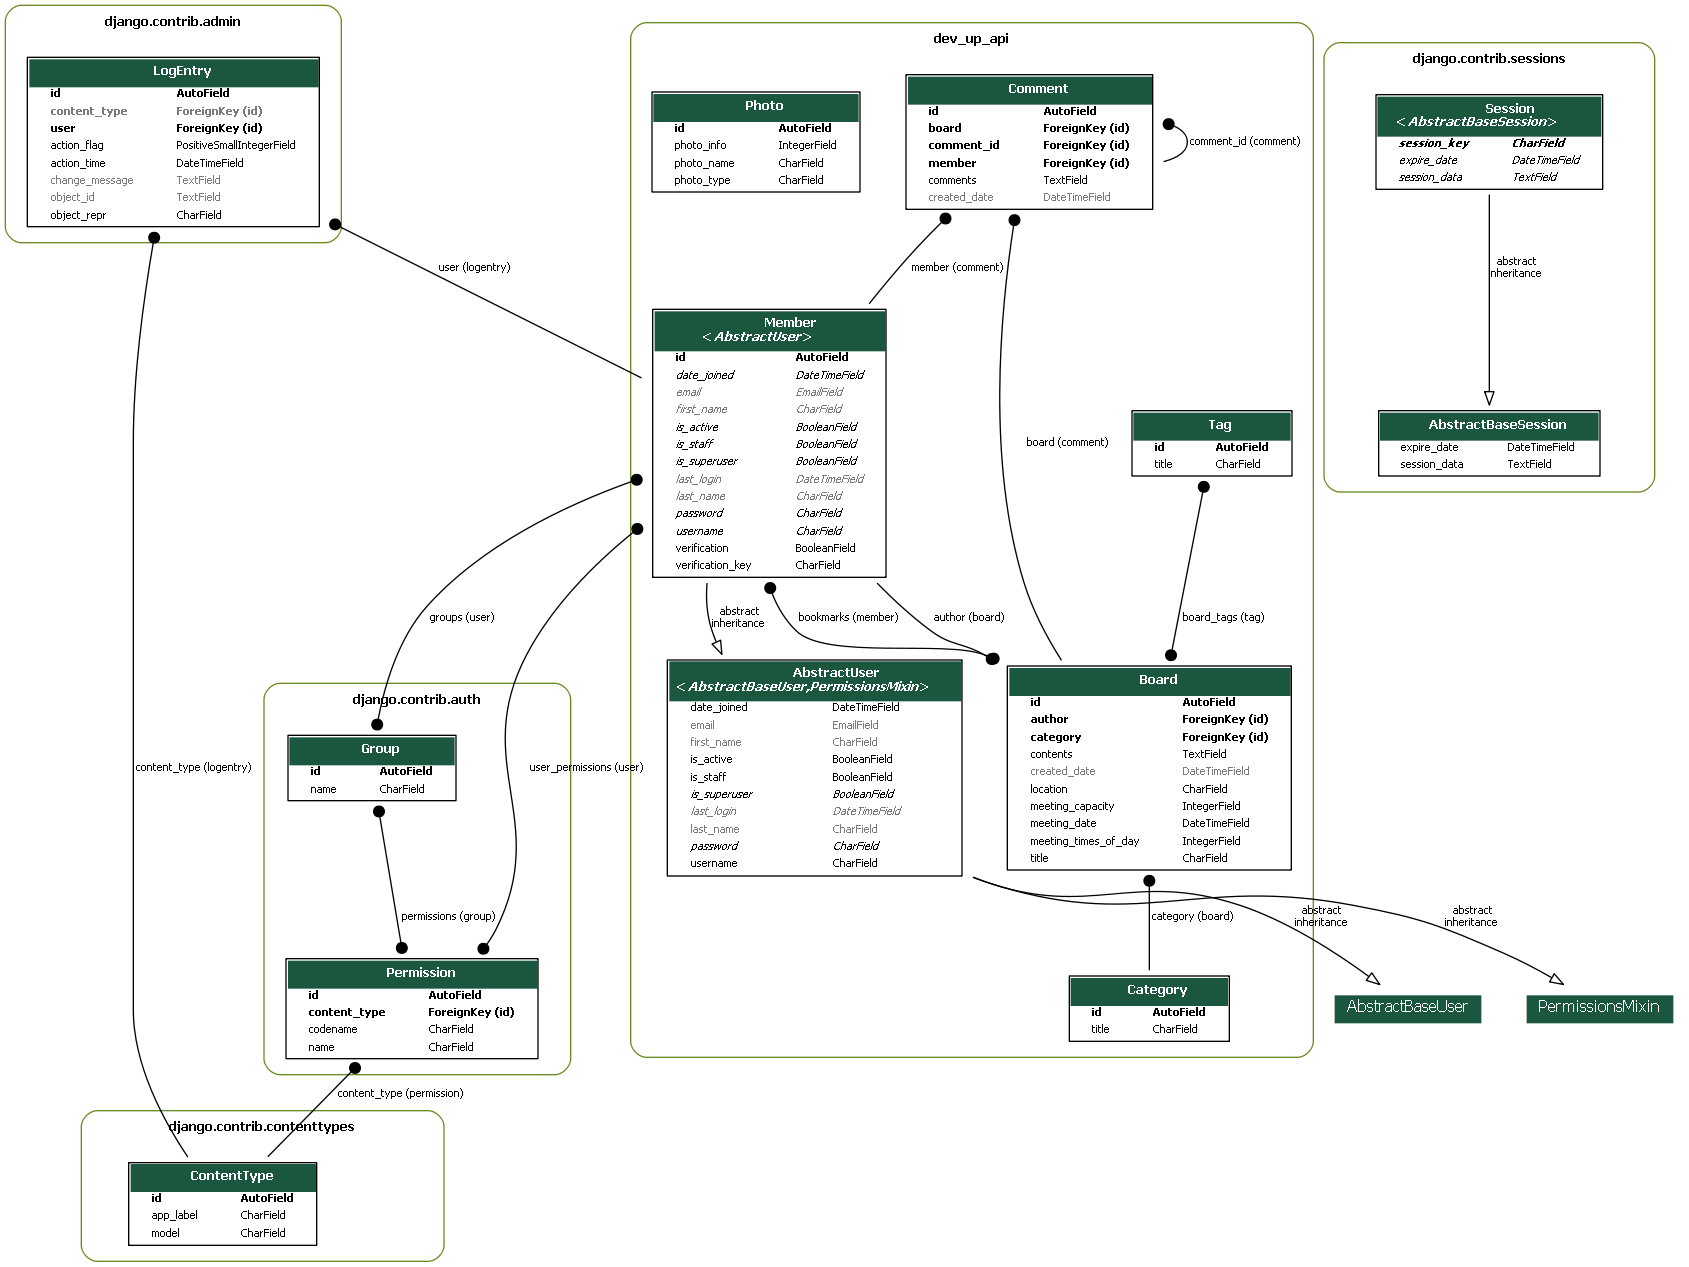 django.contrib.admin
LogEntry
id AutoField
content_type ForeignKey (id)
user ForeignKey (id)
action_flag PositiveSmallIntegerField
action_time DateTimeField
change_message TextField
object_id TextField
object_repr CharField
dev_up_api
Photo
id AutoField
photo_info IntegerField
photo_name CharField
photo_type CharField
Comment
id AutoField
board ForeignKey (id)
comment_id ForeignKey (id)
member ForeignKey (id)
comments TextField
created_date DateTimeField
comment_id (comment)
django.contrib.sessions
Session
<AbstractBaseSession>
session_key CharField
expire_date DateTimeField
session_data TextField
user (logentry)
member (comment)
abstract
inheritance
Member
<AbstractUser>
id AutoField
date_joined DateTimeField
email EmailField
first_name CharField
is_active BooleanField
is_staff BooleanField
is_superuser BooleanField
last_login DateTimeField
last_name CharField
password CharField
username CharField
verification BooleanField
verification_key CharField
board (comment)
Tag
id AutoField
title CharField
AbstractBaseSession
expire_date DateTimeField
session_data TextField
groups (user)
abstract
inheritance
bookmarks (member)
author (board)
board_tags (tag)
AbstractUser
<AbstractBaseUser,PermissionsMixin>
date_joined DateTimeField
email EmailField
first_name CharField
is_active BooleanField
is_staff BooleanField
is_superuser BooleanField
last_login DateTimeField
last_name CharField
password CharField
username CharField
Board
id AutoField
author ForeignKey (id)
category ForeignKey (id)
contents TextField
created_date DateTimeField
location CharField
meeting_capacity IntegerField
meeting_date DateTimeField
meeting_times_of_day IntegerField
title CharField
django.contrib.auth
Group
id AutoField
name CharField
content_type (logentry)
user_permissions (user)
permissions (group)
category (board)
abstract
inheritance
abstract
inheritance
Permission
id AutoField
content_type ForeignKey (id)
codename CharField
name CharField
Category
id AutoField
title CharField
AbstractBaseUser
PermissionsMixin
content_type (permission)
django.contrib.contenttypes
ContentType
id AutoField
app_label CharField
model CharField